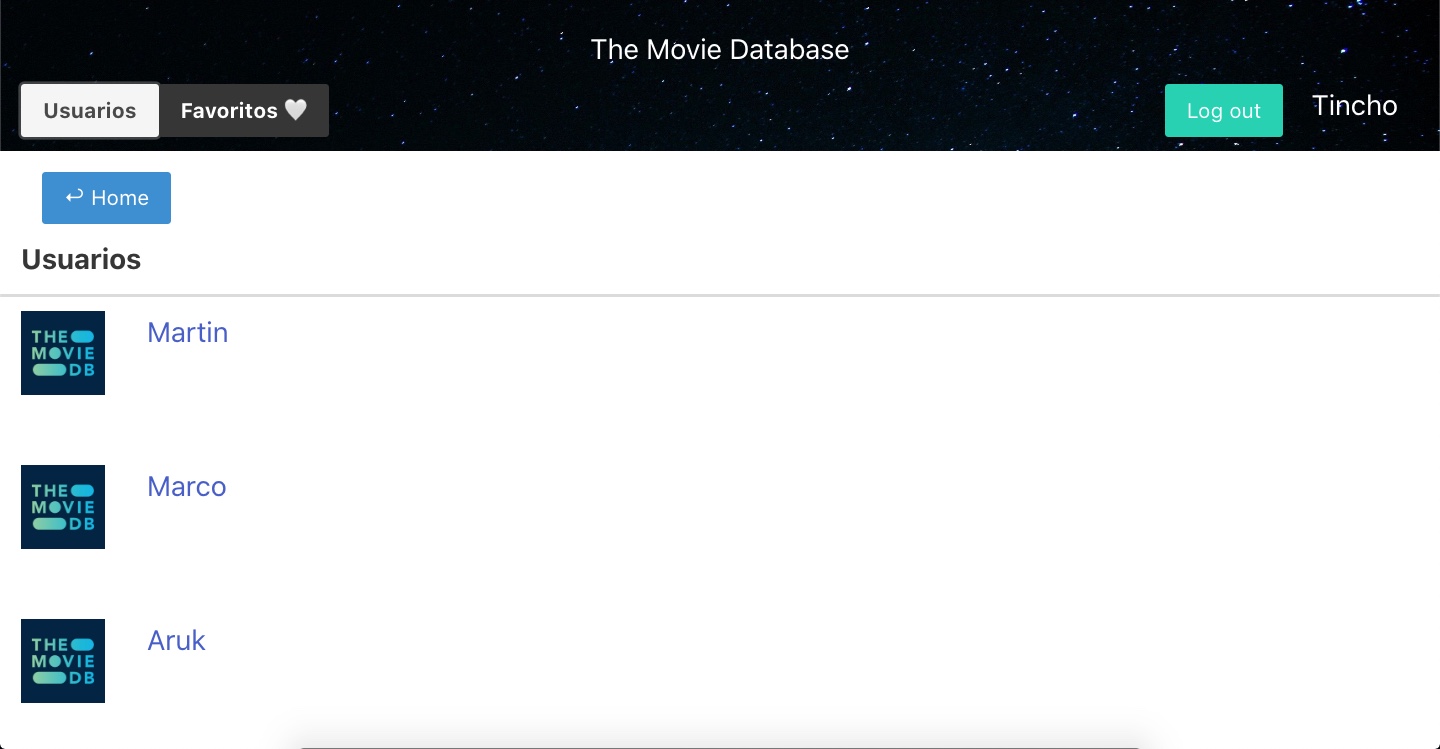 The Movie Database
Usuarios Favoritos 🤍 Log out Tincho
↩ Home
Usuarios
THE
MOVIE
DB
Martin
THE
MOVIE
DB
Marco
THE
MOVIE
DB
Aruk